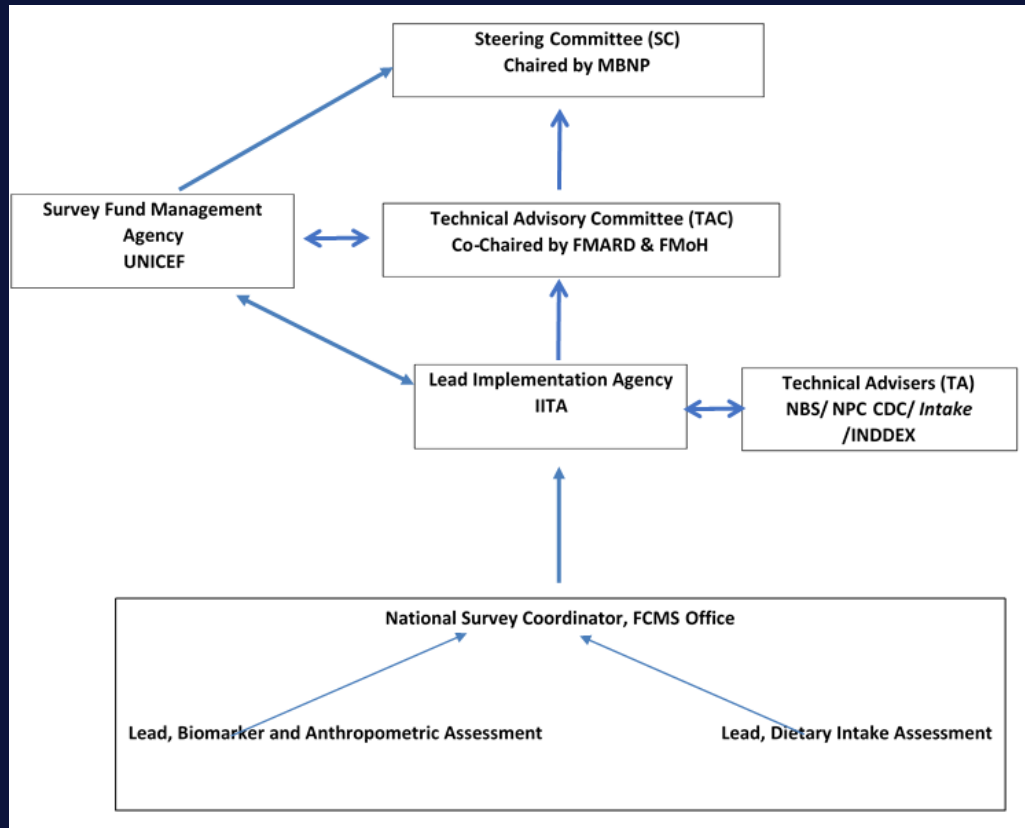 Steering Committee (SC)
Chaired by MBNP
Survey Fund Management
Agency
UNICEF
Technical Advisory Committee (TAC)
Co-Chaired by FMARD & FMoH
Lead Implementation Agency
IITA
Technical Advisers (TA)
NBS/ NPC CDC/ Intake
/INDDEX
National Survey Coordinator, FCMS Office
Lead, Biomarker and Anthropometric Assessment
Lead, Dietary Intake Assessment